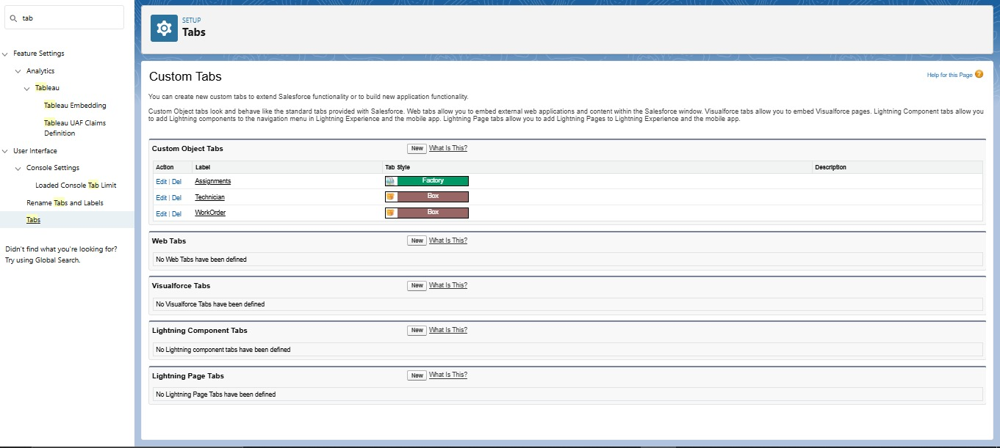 tab
Feature Settings
Analytics
Tableau
Tableau Embedding
Tableau UAF Claims
Definition
User Interface
Console Settings
Loaded Console Tab Limit
Rename Tabs and Labels
Tabs
Didn't find what you're looking for?
Try using Global Search.
SETUP
Tabs
Custom Tabs
Help for this Page ?
You can create new custom tabs to extend Salesforce functionality or to build new application functionality.
Custom Object tabs look and behave like the standard tabs provided with Salesforce. Web tabs allow you to embed external web applications and content within the Salesforce window. Visualforce tabs allow you to embed Visualforce pages. Lightning Component tabs allow you
to add Lightning components to the navigation menu in Lightning Experience and the mobile app. Lightning Page tabs allow you to add Lightning Pages to Lightning Experience and the mobile app.
Custom Object Tabs New What Is This?
Action Label Tab Style Description
Edit | Del Assignments Factory
Edit | Del Technician Box
Edit | Del WorkOrder Box
Web Tabs New What Is This?
No Web Tabs have been defined
Visualforce Tabs New What Is This?
No Visualforce Tabs have been defined
Lightning Component Tabs New What Is This?
No Lightning component tabs have been defined
Lightning Page Tabs New What Is This?
No Lightning Page Tabs have been defined